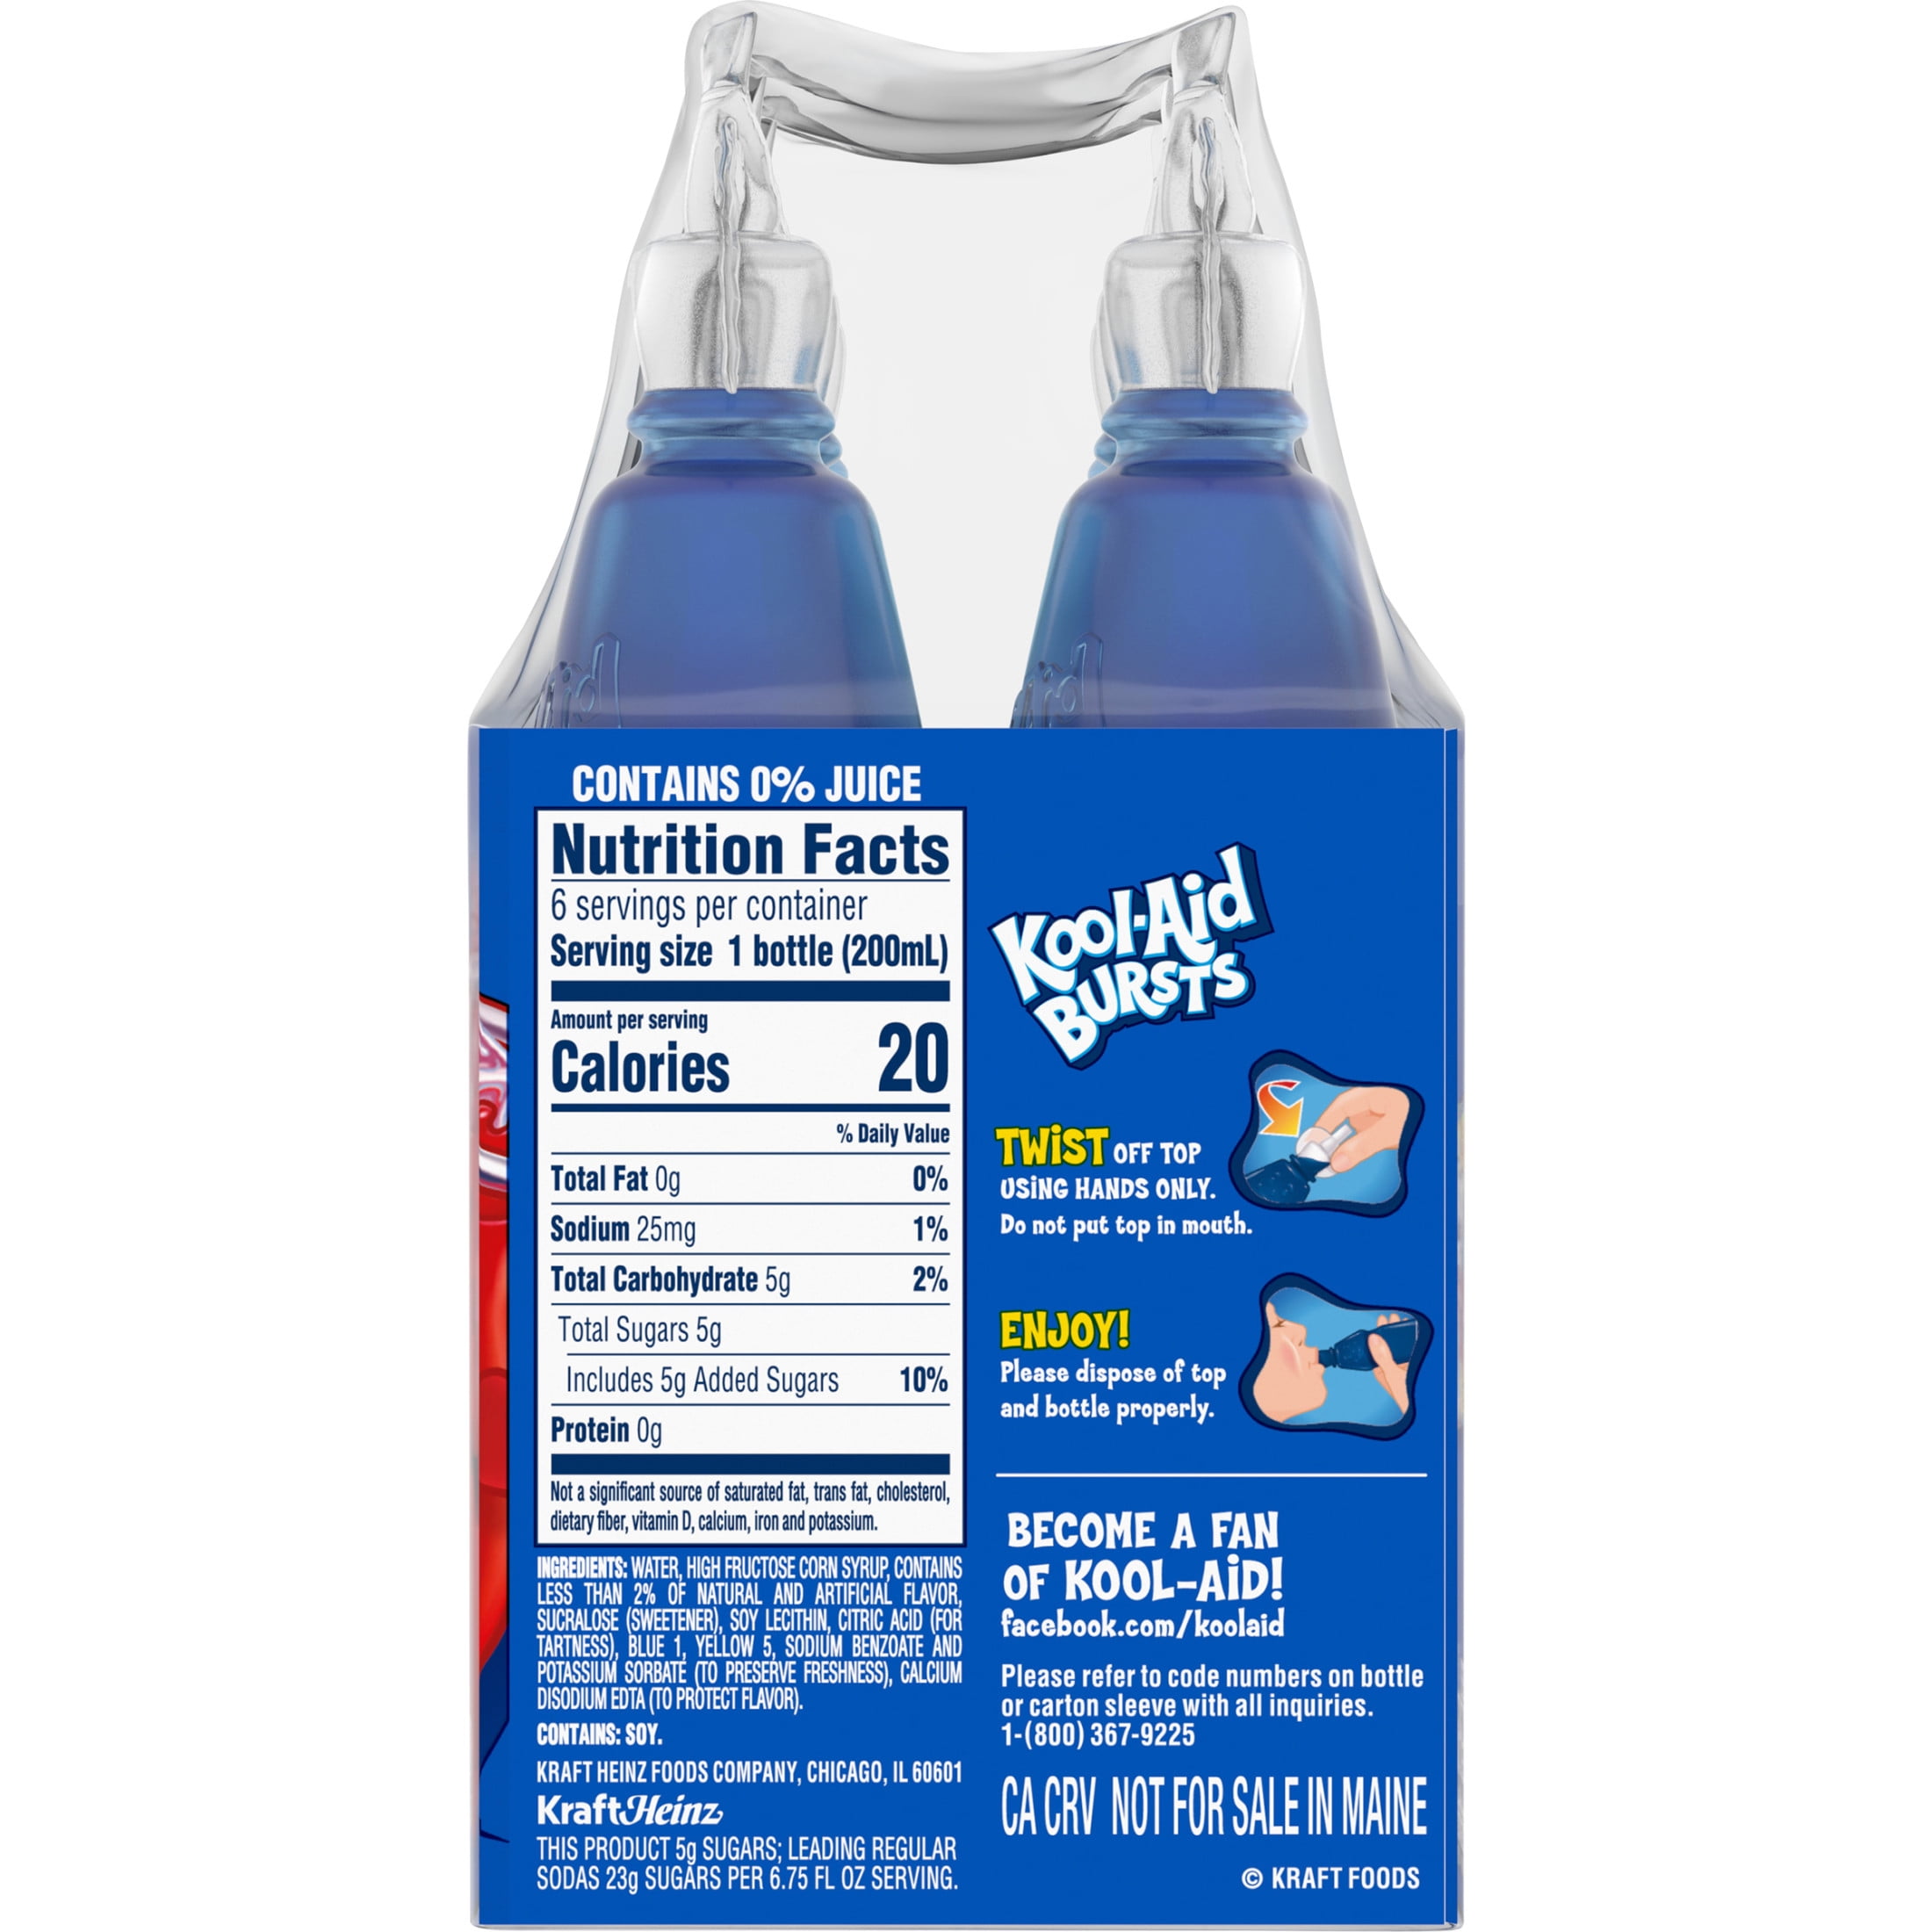 CONTAINS 0% JUICE
Nutrition Facts
6 servings per container
Serving size 1 bottle (200mL)
Amount per serving
Calories 20
% Daily Value
Total Fat 0g 0%
Sodium 25mg 1%
Total Carbohydrate 5g 2%
Total Sugars 5g
Includes 5g Added Sugars 10%
Protein 0g
Not a significant source of saturated fat, trans fat, cholesterol,
dietary fiber, vitamin D, calcium, iron and potassium.
INGREDIENTS: WATER, HIGH FRUCTOSE CORN SYRUP, CONTAINS
LESS THAN 2% OF NATURAL AND ARTIFICIAL FLAVOR,
SUCRALOSE (SWEETENER), SOY LECITHIN, CITRIC ACID (FOR
TARTNESS), BLUE 1, YELLOW 5, SODIUM BENZOATE AND
POTASSIUM SORBATE (TO PRESERVE FRESHNESS), CALCIUM
DISODIUM EDTA (TO PROTECT FLAVOR).
CONTAINS: SOY.
KRAFT HEINZ FOODS COMPANY, CHICAGO, IL 60601
KraftHeinz
THIS PRODUCT 5g SUGARS; LEADING REGULAR
SODAS 23g SUGARS PER 6.75 FL OZ SERVING.
Kool-Aid
BURSTS
TWiST OFF TOP
USiNG HANDS ONLY.
Do not put top in mouth.
ENJOY!
Please dispose of top
and bottle properly.
BECOME A FAN
OF KOOL-AiD!
facebook.com/koolaid
Please refer to code numbers on bottle
or carton sleeve with all inquiries.
1-(800) 367-9225
CA CRV NOT FOR SALE IN MAINE
© KRAFT FOODS